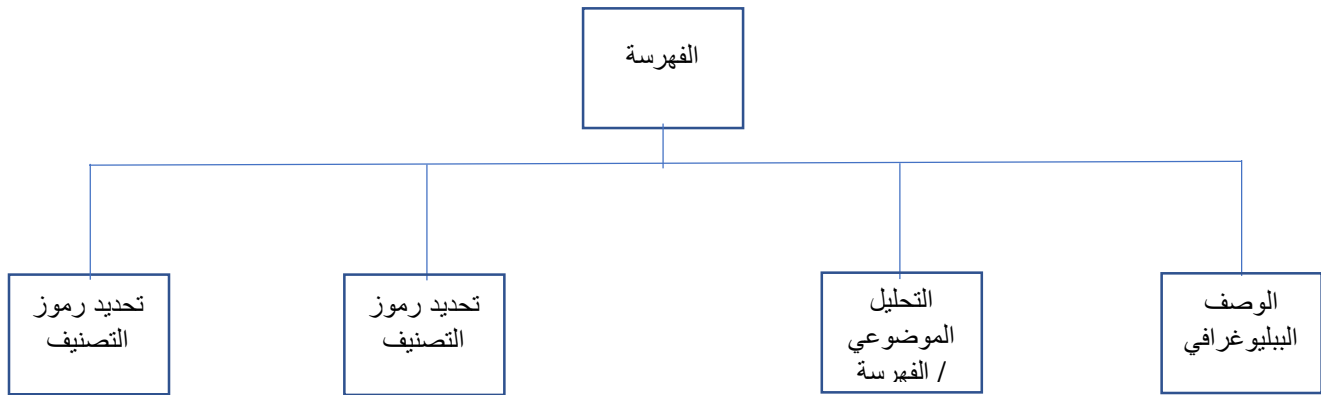 الفهرسة
الوصف
الببليوغرافي
التحليل
الموضوعي
/ الفهرسة
تحديد رموز
التصنيف
تحديد رموز
التصنيف